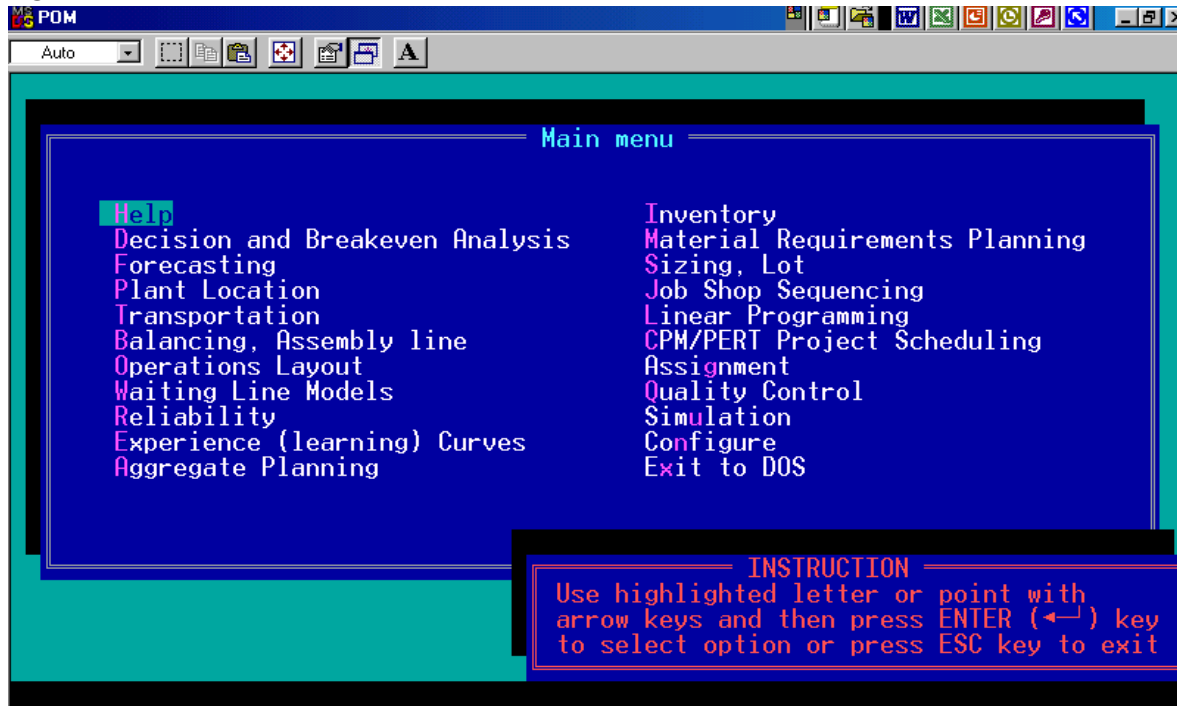 POM
Auto
A
Main menu
Help
Decision and Breakeven Analysis
Forecasting
Plant Location
Transportation
Balancing, Assembly line
Operations Layout
Waiting Line Models
Reliability
Experience (learning) Curves
Aggregate Planning
Inventory
Material Requirements Planning
Sizing, Lot
Job Shop Sequencing
Linear Programming
CPM/PERT Project Scheduling
Assignment
Quality Control
Simulation
Configure
Exit to DOS
INSTRUCTION
Use highlighted letter or point with
arrow keys and then press ENTER (◄─┘) key
to select option or press ESC key to exit